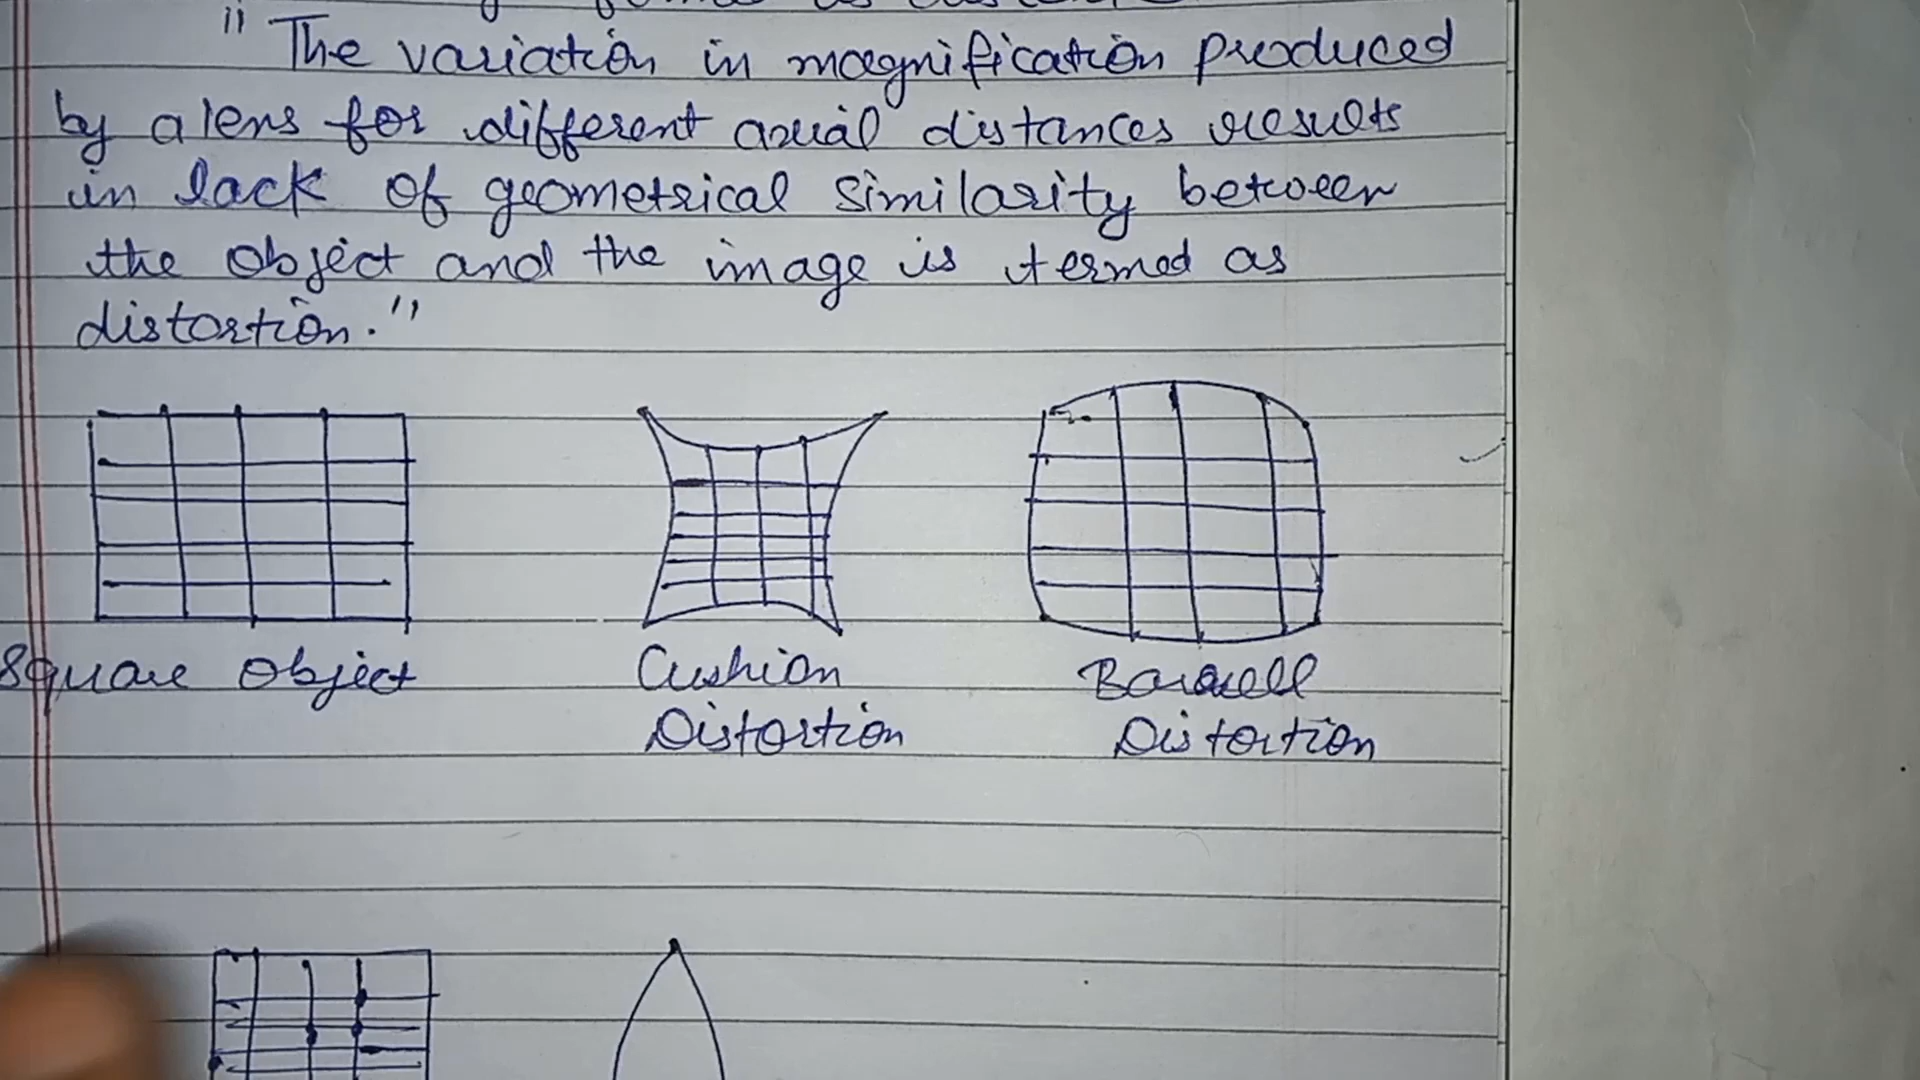 "The variation in magnification produced
by a lens for different axial distances results
in lack of geometrical similarity between
the object and the image is termed as
distortion."
Square Object
Cushion
Distortion
Barrell
Distortion